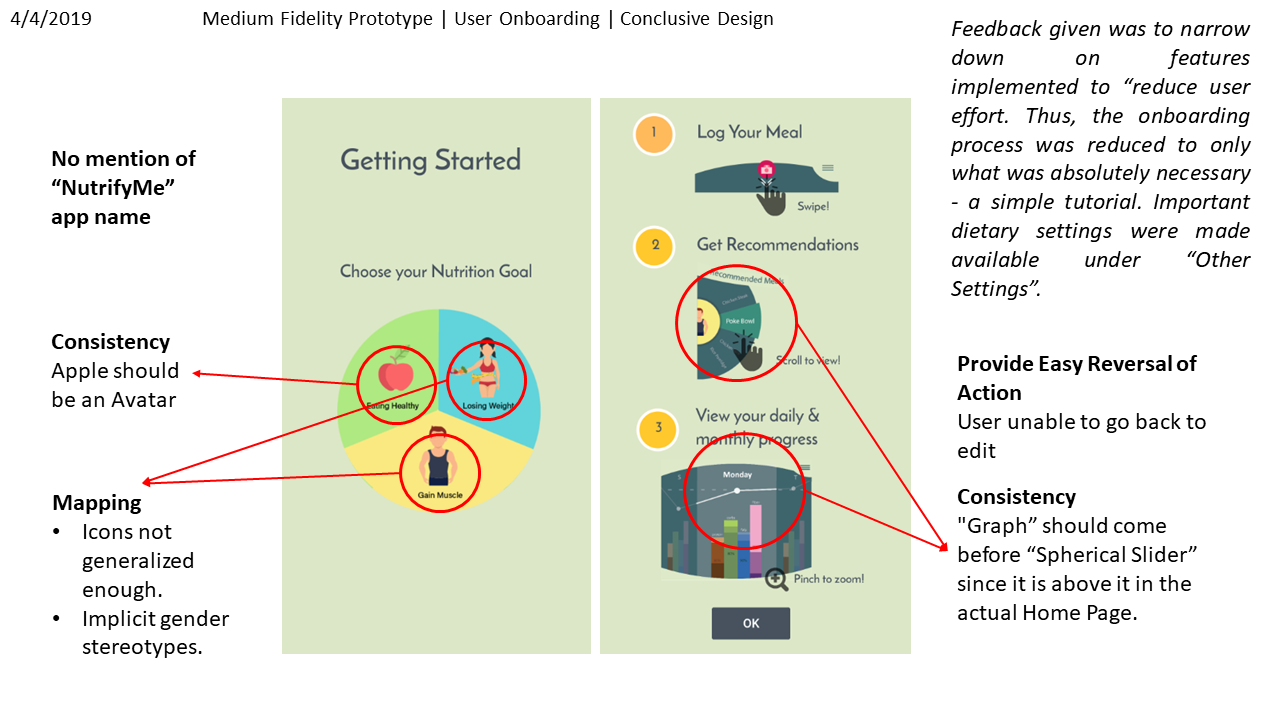 4/4/2019
Medium Fidelity Prototype | User Onboarding | Conclusive Design
Feedback given was to narrow
down on features
implemented to “reduce user
effort. Thus, the onboarding
process was reduced to only
what was absolutely necessary
- a simple tutorial. Important
dietary settings were made
available under “Other
Settings”.
No mention of
“NutrifyMe”
app name
Consistency
Apple should
be an Avatar
Mapping
• Icons not
generalized
enough.
• Implicit gender
stereotypes.
Getting Started
Choose your Nutrition Goal
Eating Healthy
Losing Weight
Gain Muscle
1
Log Your Meal
Swipe!
2
Get Recommendations
Recommended Meals
Poke Bowl
Scroll to view!
3
View your daily &
monthly progress
Monday
Pinch to zoom!
OK
Provide Easy Reversal of
Action
User unable to go back to
edit
Consistency
"Graph” should come
before “Spherical Slider”
since it is above it in the
actual Home Page.